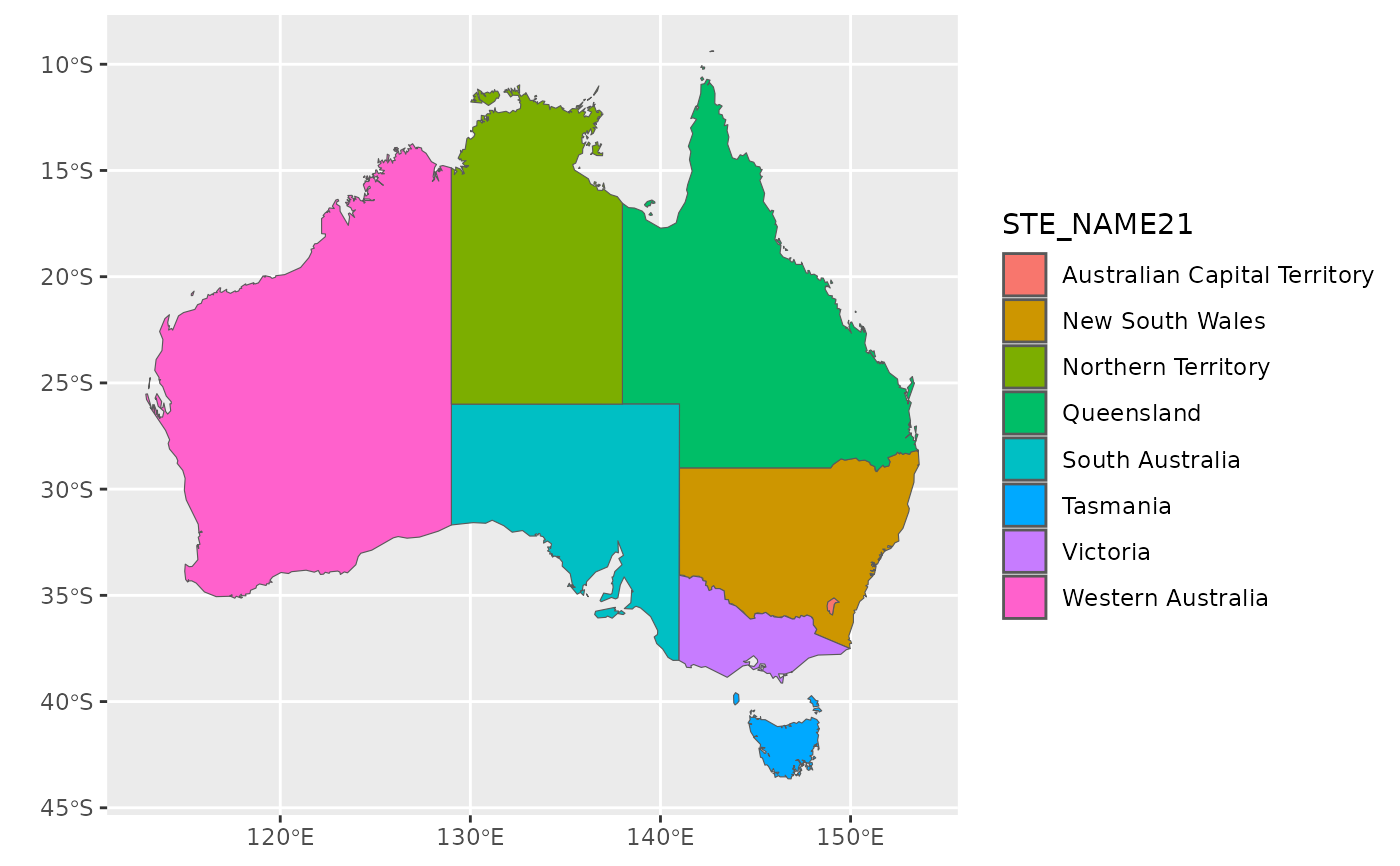 10°S
15°S
20°S
25°S
30°S
35°S
40°S
45°S
120°E 130°E 140°E 150°E
STE_NAME21
Australian Capital Territory
New South Wales
Northern Territory
Queensland
South Australia
Tasmania
Victoria
Western Australia